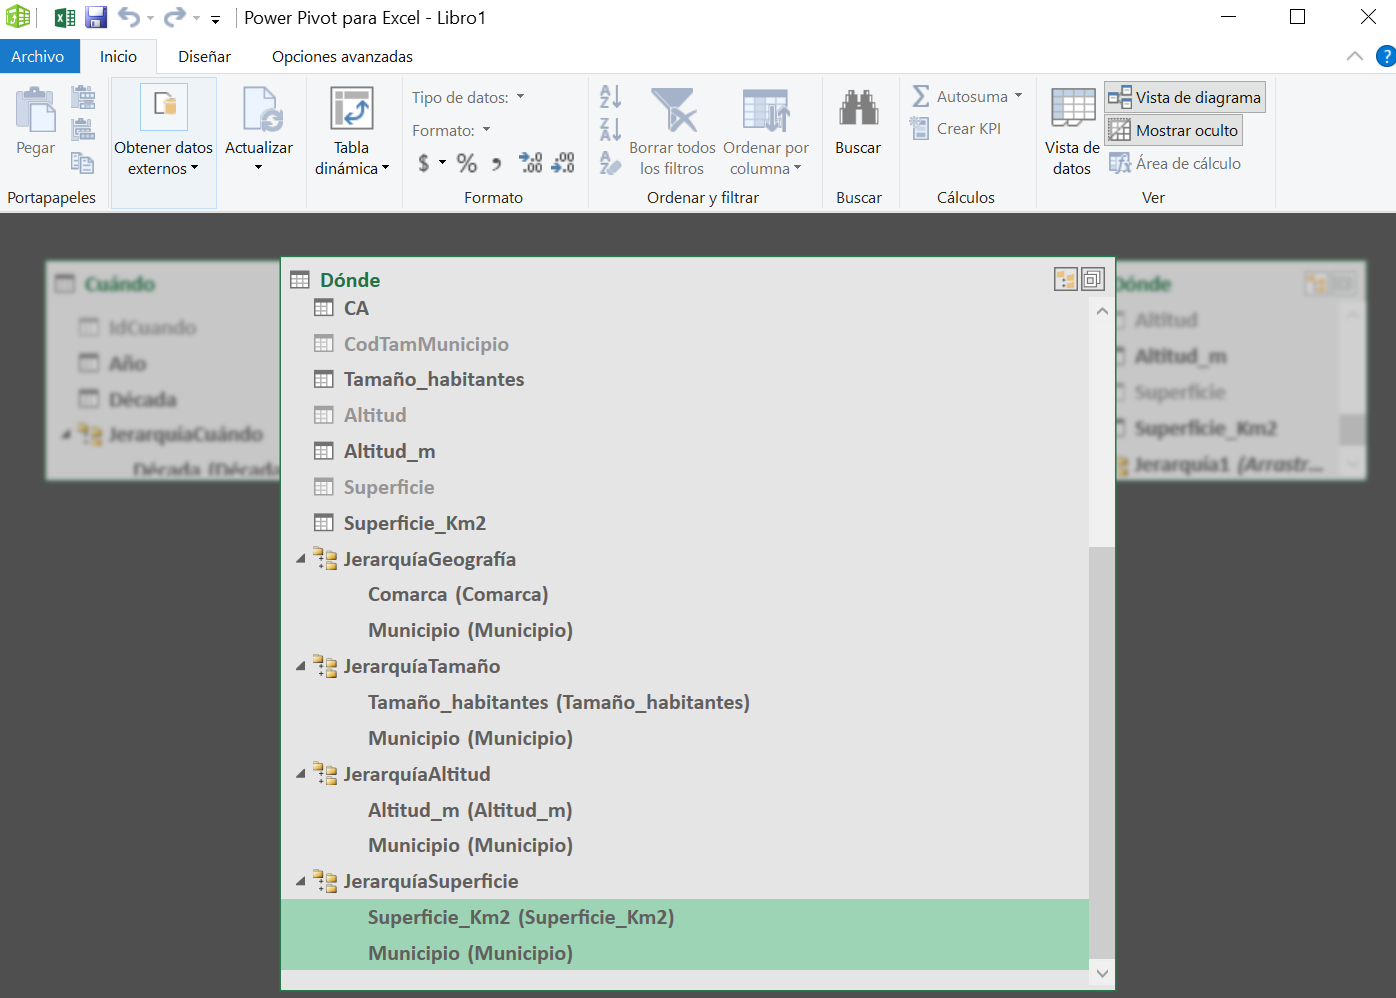 Power Pivot para Excel - Libro1
Archivo Inicio Diseñar Opciones avanzadas ?
Pegar
Portapapeles
Obtener datos
externos
Actualizar
Tabla
dinámica
Tipo de datos:
Formato:
$ % , ,0 ,00 ,00 ,0
Formato
A Z
Z A
A Z
Borrar todos
los filtros
Ordenar por
columna
Ordenar y filtrar
Buscar
Buscar
Autosuma
Crear KPI
Cálculos
Vista de
datos
Vista de diagrama
Mostrar oculto
Área de cálculo
Ver
Cuándo
IdCuando
Año
Década
JerarquíaCuándo
Década (Década
Dónde
CA
CodTamMunicipio
Tamaño_habitantes
Altitud
Altitud_m
Superficie
Superficie_Km2
JerarquíaGeografía
Comarca (Comarca)
Municipio (Municipio)
JerarquíaTamaño
Tamaño_habitantes (Tamaño_habitantes)
Municipio (Municipio)
JerarquíaAltitud
Altitud_m (Altitud_m)
Municipio (Municipio)
JerarquíaSuperficie
Superficie_Km2 (Superficie_Km2)
Municipio (Municipio)
Dónde
Altitud
Altitud_m
Superficie
Superficie_Km2
Jerarquía1 (Arrastr...